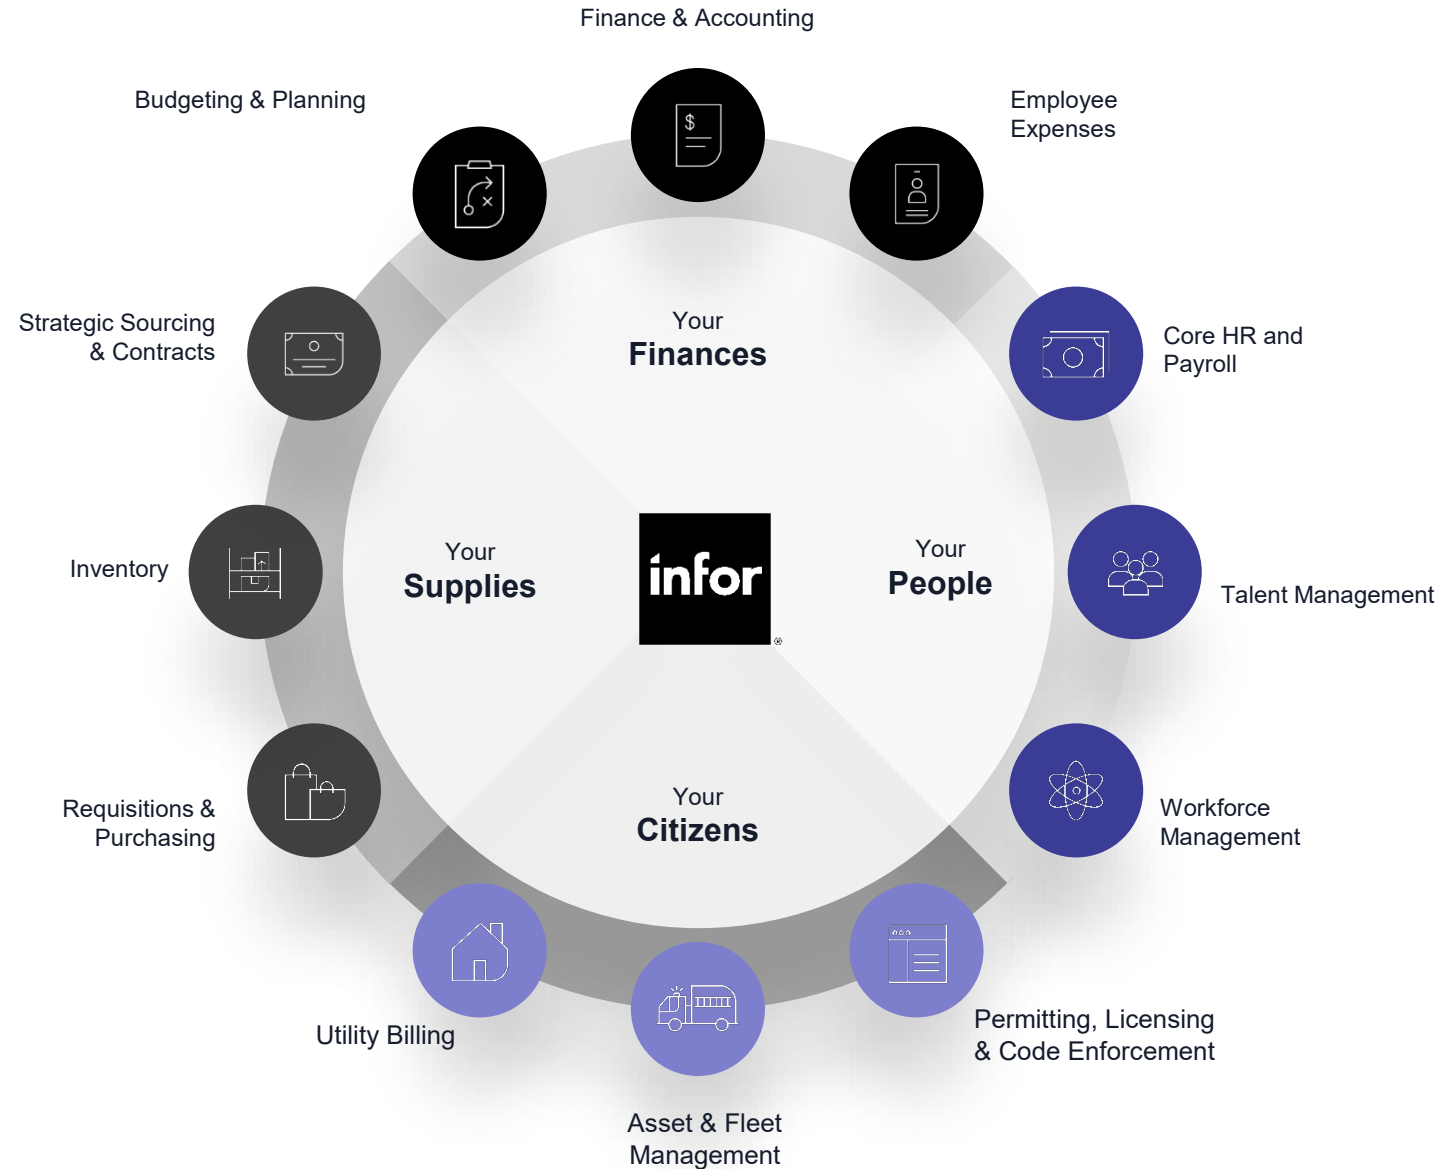 Finance & Accounting
Budgeting & Planning
Employee
Expenses
$
Strategic Sourcing
& Contracts
Your
Finances
Core HR and
Payroll
Inventory
Your
Supplies
infor
®
Your
People
Talent Management
Requisitions &
Purchasing
Your
Citizens
Workforce
Management
Utility Billing
Permitting, Licensing
& Code Enforcement
Asset & Fleet
Management